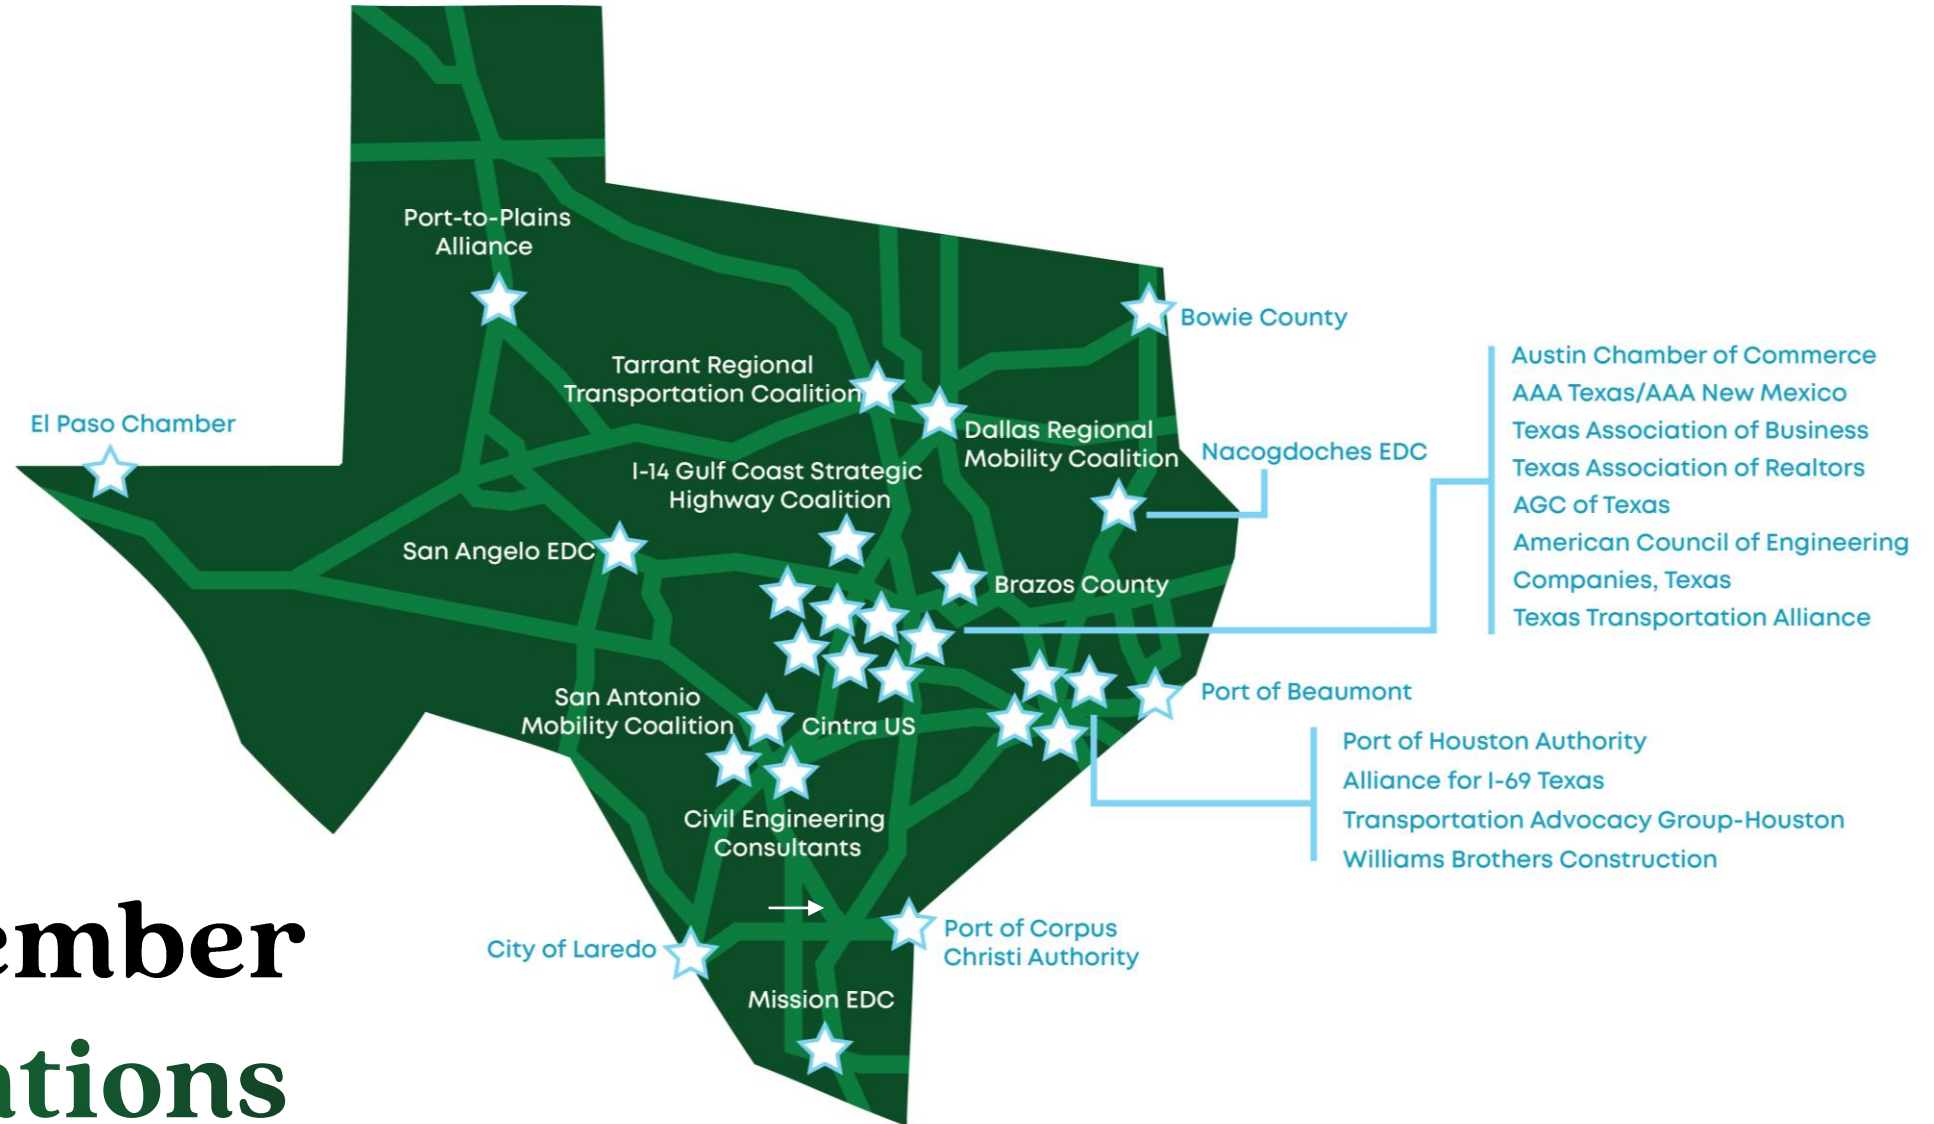 Port-to-Plains
Alliance
Bowie County
Tarrant Regional
Transportation Coalition
El Paso Chamber
Dallas Regional
Mobility Coalition
Nacogdoches EDC
I-14 Gulf Coast Strategic
Highway Coalition
San Angelo EDC
Brazos County
Austin Chamber of Commerce
AAA Texas/AAA New Mexico
Texas Association of Business
Texas Association of Realtors
AGC of Texas
American Council of Engineering
Companies, Texas
Texas Transportation Alliance
San Antonio
Mobility Coalition
Cintra US
Port of Beaumont
Port of Houston Authority
Alliance for I-69 Texas
Transportation Advocacy Group-Houston
Williams Brothers Construction
Civil Engineering
Consultants
City of Laredo
Port of Corpus
Christi Authority
Mission EDC
ember
ations